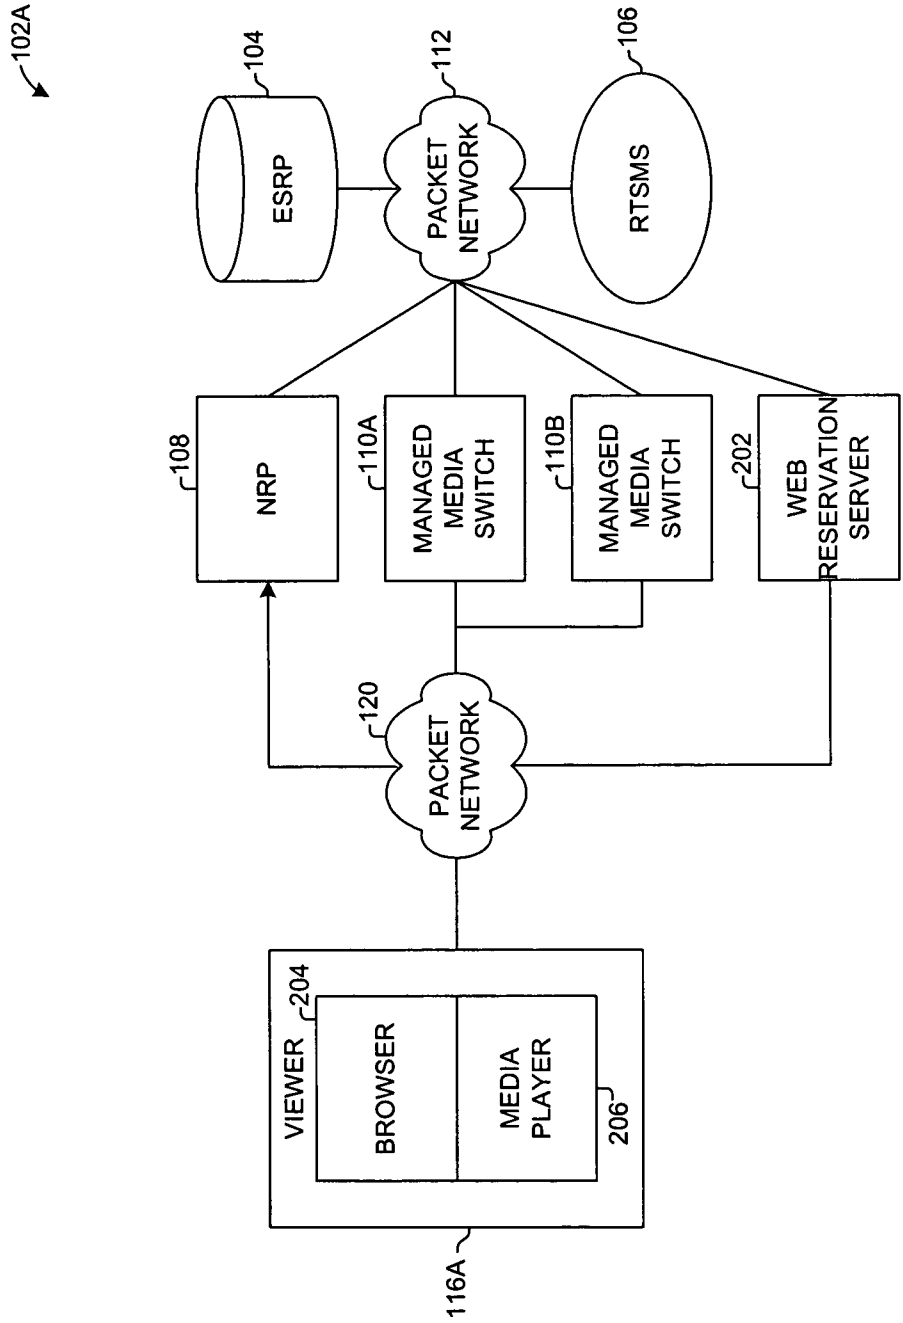 102A
104
ESRP
112
PACKET
NETWORK
106
RTSMS
108
NRP
110A
MANAGED
MEDIA
SWITCH
110B
MANAGED
MEDIA
SWITCH
202
WEB
RESERVATION
SERVER
120
PACKET
NETWORK
VIEWER
204
BROWSER
MEDIA
PLAYER
206
116A